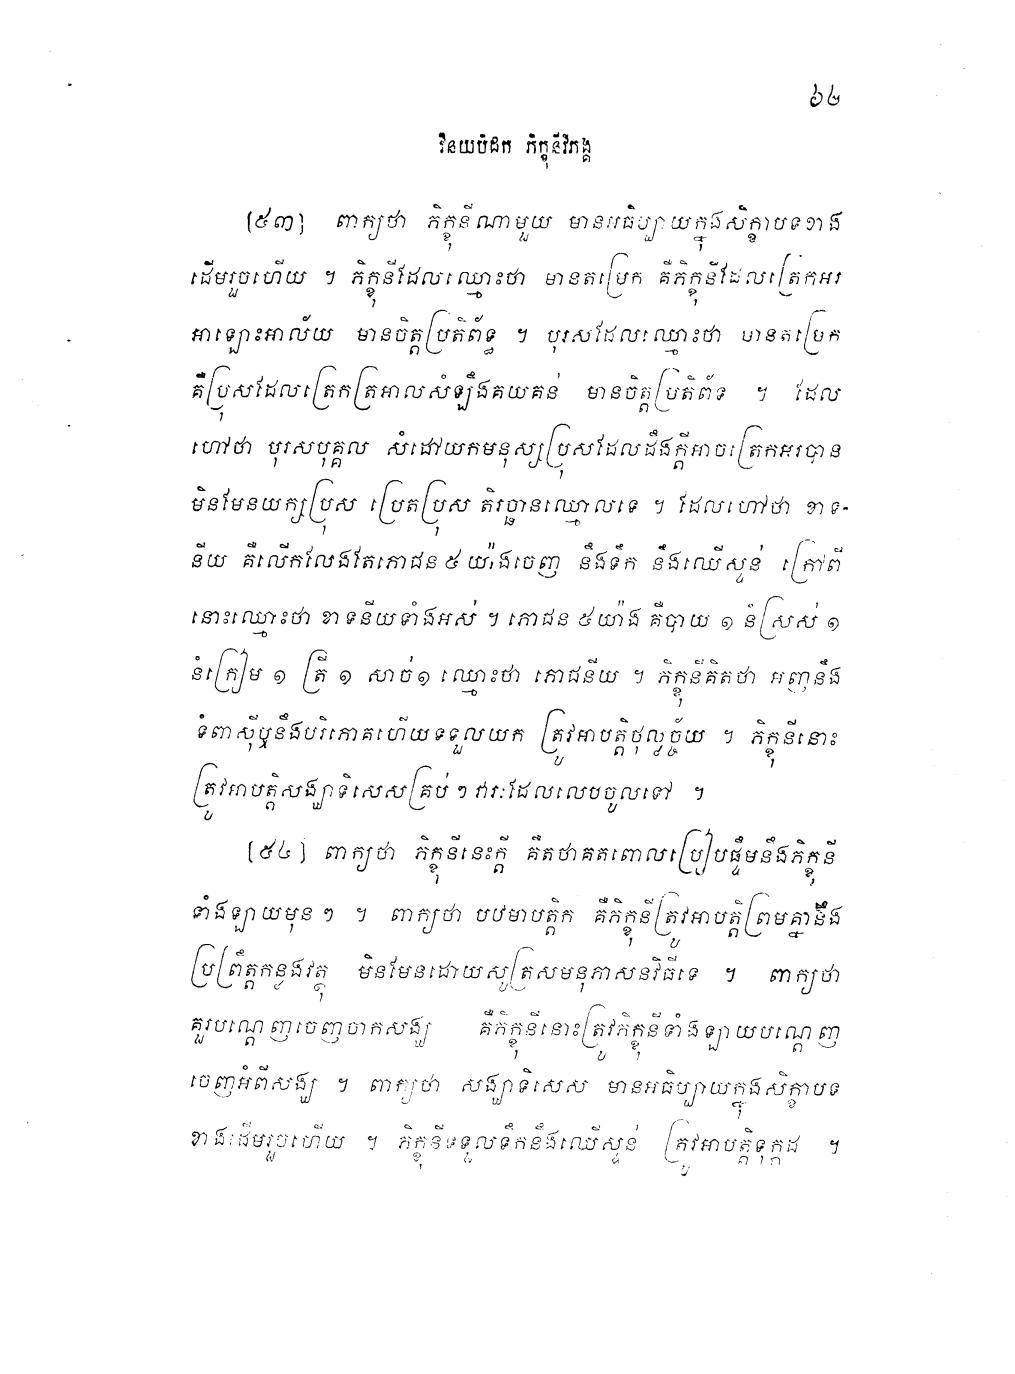 ៦៤
វិនយបិដក ភិក្ខុនីវិភង្គ
[៥៣] ពាក្យថា ភិក្ខុនីណាមួយ មានអធិប្បាយក្នុងសិក្ខាបទខាង
ដើមរួចហើយ ។ ភិក្ខុនីដែលឈ្មោះថា មានតម្រេក គឺភិក្ខុនីដែលត្រេកអរ
អាឡោះអាល័យ មានចិត្តប្រតិព័ទ្ធ ។ បុរសដែលឈ្មោះថា មានតម្រេក
គឺប្រុសដែលត្រេកត្រអាលសំឡឹងគយគន់ មានចិត្តប្រតិព័ទ ។ ដែល
ហៅថា បុរសបុគ្គល សំដៅយកមនុស្សប្រុសដែលដឹងក្តីអាចត្រេកអរបាន
មិនមែនយក្សប្រុស ប្រេតប្រុស តិរច្ឆានឈ្មោលទេ ។ ដែលហៅថា ខាទ-
នីយ គឺលើកលែងតែភោជន ៥ យ៉ាងចេញ នឹងទឹក នឹងឈើស្ទន់ ក្រៅពី
នោះឈ្មោះថា ខាទនីយទាំងអស់ ។ ភោជន ៥យ៉ាង គឺបាយ ១ នំស្រស់ ១
នំក្រៀម ១ ត្រី ១ សាច់១ ឈ្មោះថា ភោជនីយ ។ ភិក្ខុនីគិតថា អញនឹង
ទំពាស៊ីឬនឹងបរិភោគហើយទទួលយក ត្រូវអាបត្តិថុល្លច្ច័យ ។ ភិក្ខុនីនោះ
ត្រូវអាបត្តិសង្ឃាទិសេសគ្រប់ ៗ វារៈដែលលេបចូលទៅ ។
[៥៤] ពាក្យថា ភិក្ខុនីនេះក្តី គឺតថាគតពោលប្រៀបផ្ទឹមនឹងភិក្ខុនី
ទាំងឡាយមុន ៗ ។ ពាក្យថា បឋមាបត្តិក គឺភិក្ខុនីត្រូវអាបត្តិព្រមគ្នានឹង
ប្រព្រឹត្តកន្លងវត្ថុ មិនមែនដោយសូត្រសមនុភាសនវិធីទេ ។ ពាក្យថា
គួរបណ្តេញចេញចាកសង្ឃ គឺភិក្ខុនីនោះត្រូវភិក្ខុនីទាំងឡាយបណ្តេញ
ចេញអំពីសង្ឃ ។ ពាក្យថា សង្ឃាទិសេស មានអធិប្បាយក្នុងសិក្ខាបទ
ខាងដើមរួចហើយ ។ ភិក្ខុនីទទួលទឹកនឹងឈើស្ទន់ ត្រូវអាបត្តិទុក្កដ ។